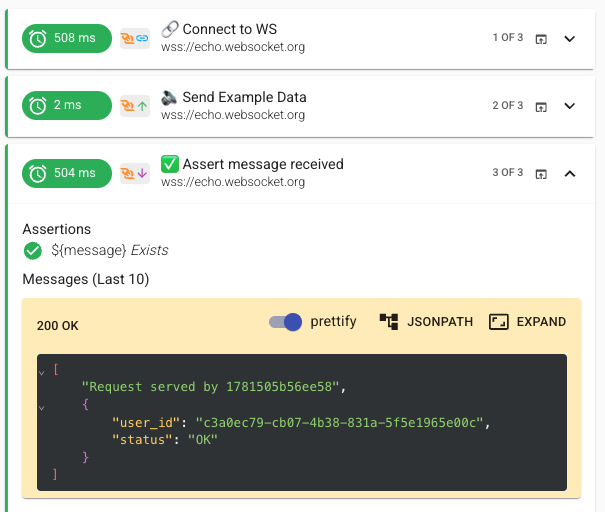 508 ms
🔗 Connect to WS
1 OF 3
wss://echo.websocket.org
2 ms
🔈 Send Example Data
2 OF 3
wss://echo.websocket.org
504 ms
✅ Assert message received
3 OF 3
wss://echo.websocket.org
Assertions
${message} Exists
Messages (Last 10)
200 OK
prettify
JSONPATH
EXPAND
[
"Request served by 1781505b56ee58",
{
"user_id": "c3a0ec79-cb07-4b38-831a-5f5e1965e00c",
"status": "OK"
}
]